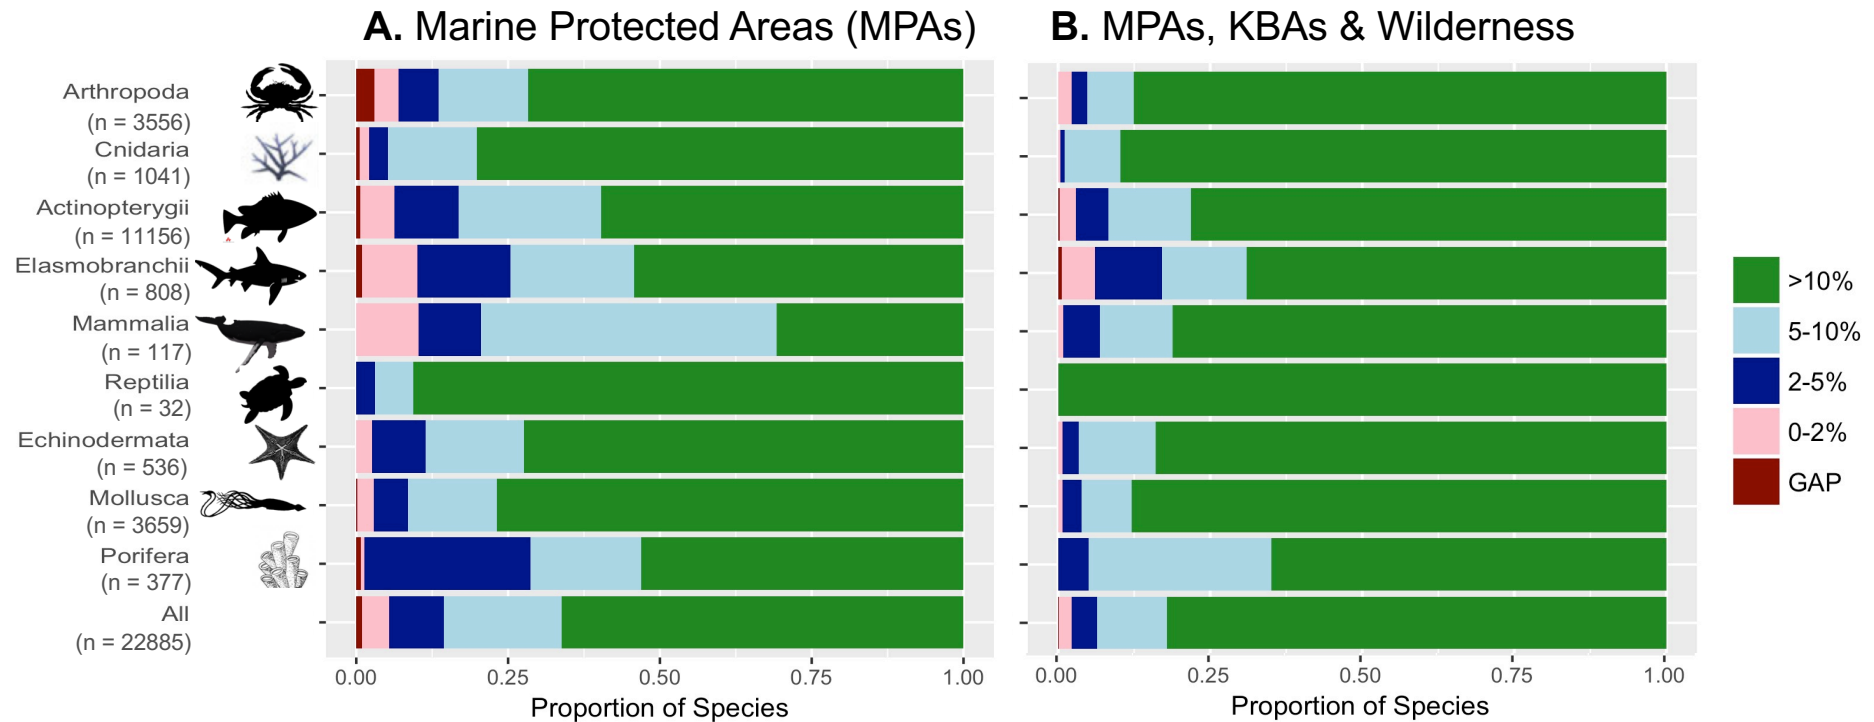 A. Marine Protected Areas (MPAs)
B. MPAs, KBAs & Wilderness
Arthropoda
(n = 3556)
Cnidaria
(n = 1041)
Actinopterygii
(n = 11156)
Elasmobranchii
(n = 808)
Mammalia
(n = 117)
Reptilia
(n = 32)
Echinodermata
(n = 536)
Mollusca
(n = 3659)
Porifera
(n = 377)
All
(n = 22885)
0.00 0.25 0.50 0.75 1.00
Proportion of Species
0.00 0.25 0.50 0.75 1.00
Proportion of Species
>10%
5-10%
2-5%
0-2%
GAP